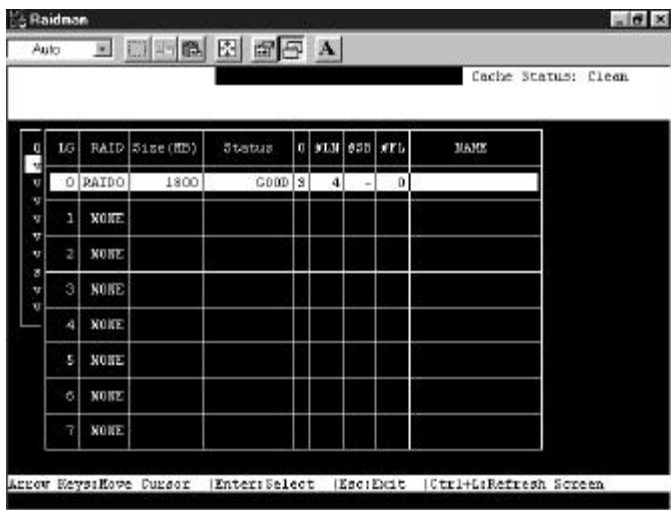 Raidman
Auto
A
Cache Status: Clean
Q LG RAID Size(MB) Status O #LN #SB #FL NAME
v
v 0 RAID0 1800 GOOD S 4 - 0
v
v 1 NONE
v
v 2 NONE
s
v 3 NONE
v
4 NONE
5 NONE
6 NONE
7 NONE
Arrow Keys:Move Cursor |Enter:Select |Esc:Exit |Ctrl+L:Refresh Screen